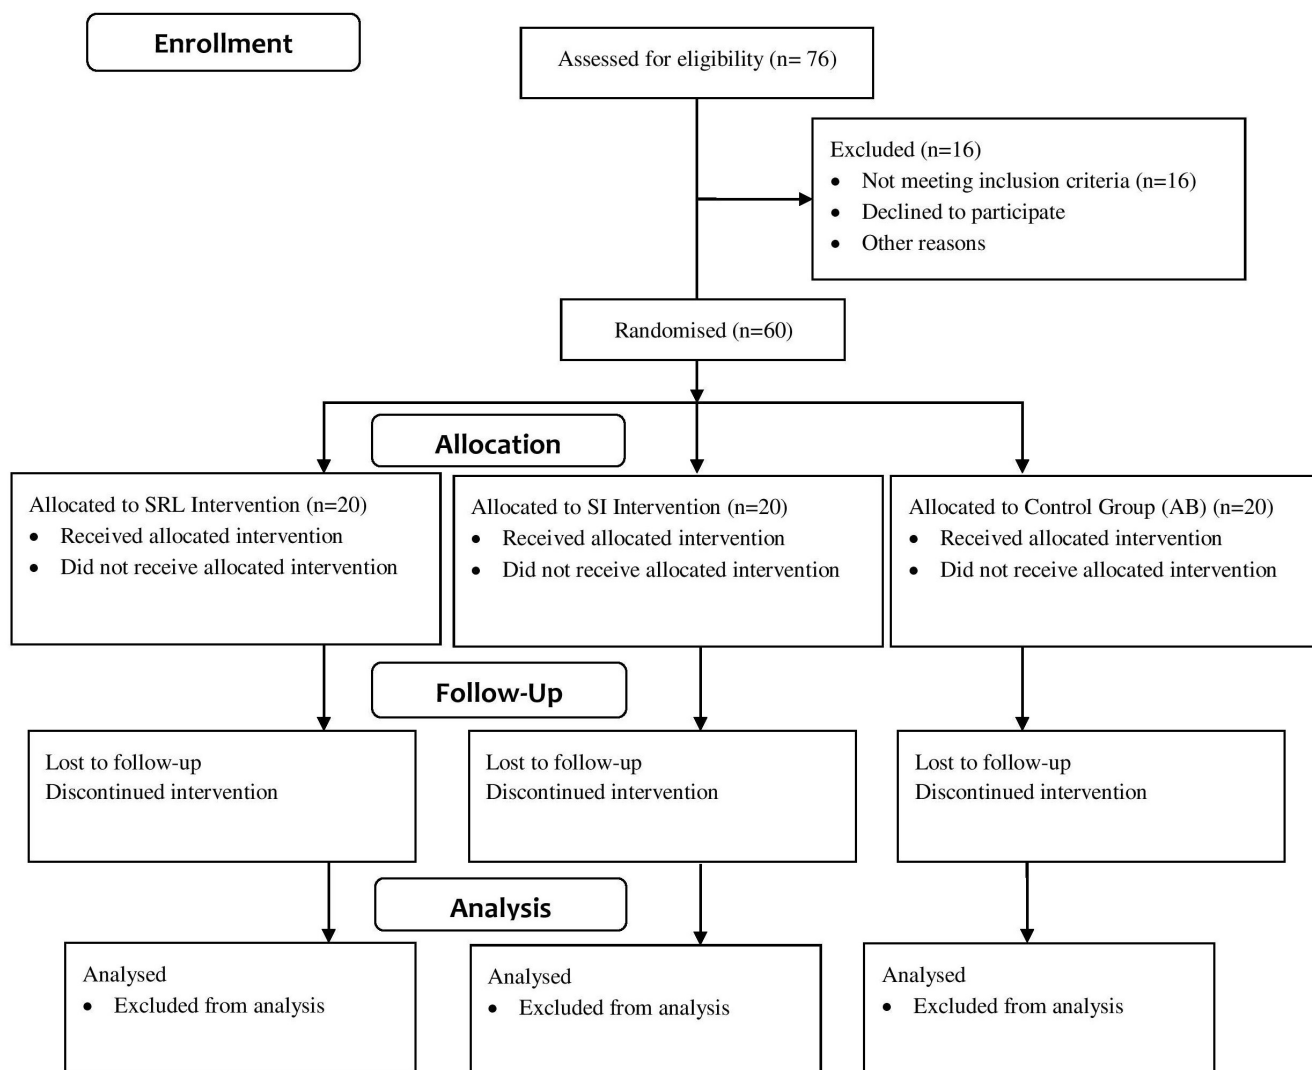 Enrollment
Assessed for eligibility (n= 76)
Excluded (n=16)
• Not meeting inclusion criteria (n=16)
• Declined to participate
• Other reasons
Randomised (n=60)
Allocation
Allocated to SRL Intervention (n=20)
• Received allocated intervention
• Did not receive allocated intervention
Allocated to SI Intervention (n=20)
• Received allocated intervention
• Did not receive allocated intervention
Allocated to Control Group (AB) (n=20)
• Received allocated intervention
• Did not receive allocated intervention
Follow-Up
Lost to follow-up
Discontinued intervention
Lost to follow-up
Discontinued intervention
Lost to follow-up
Discontinued intervention
Analysis
Analysed
• Excluded from analysis
Analysed
• Excluded from analysis
Analysed
• Excluded from analysis